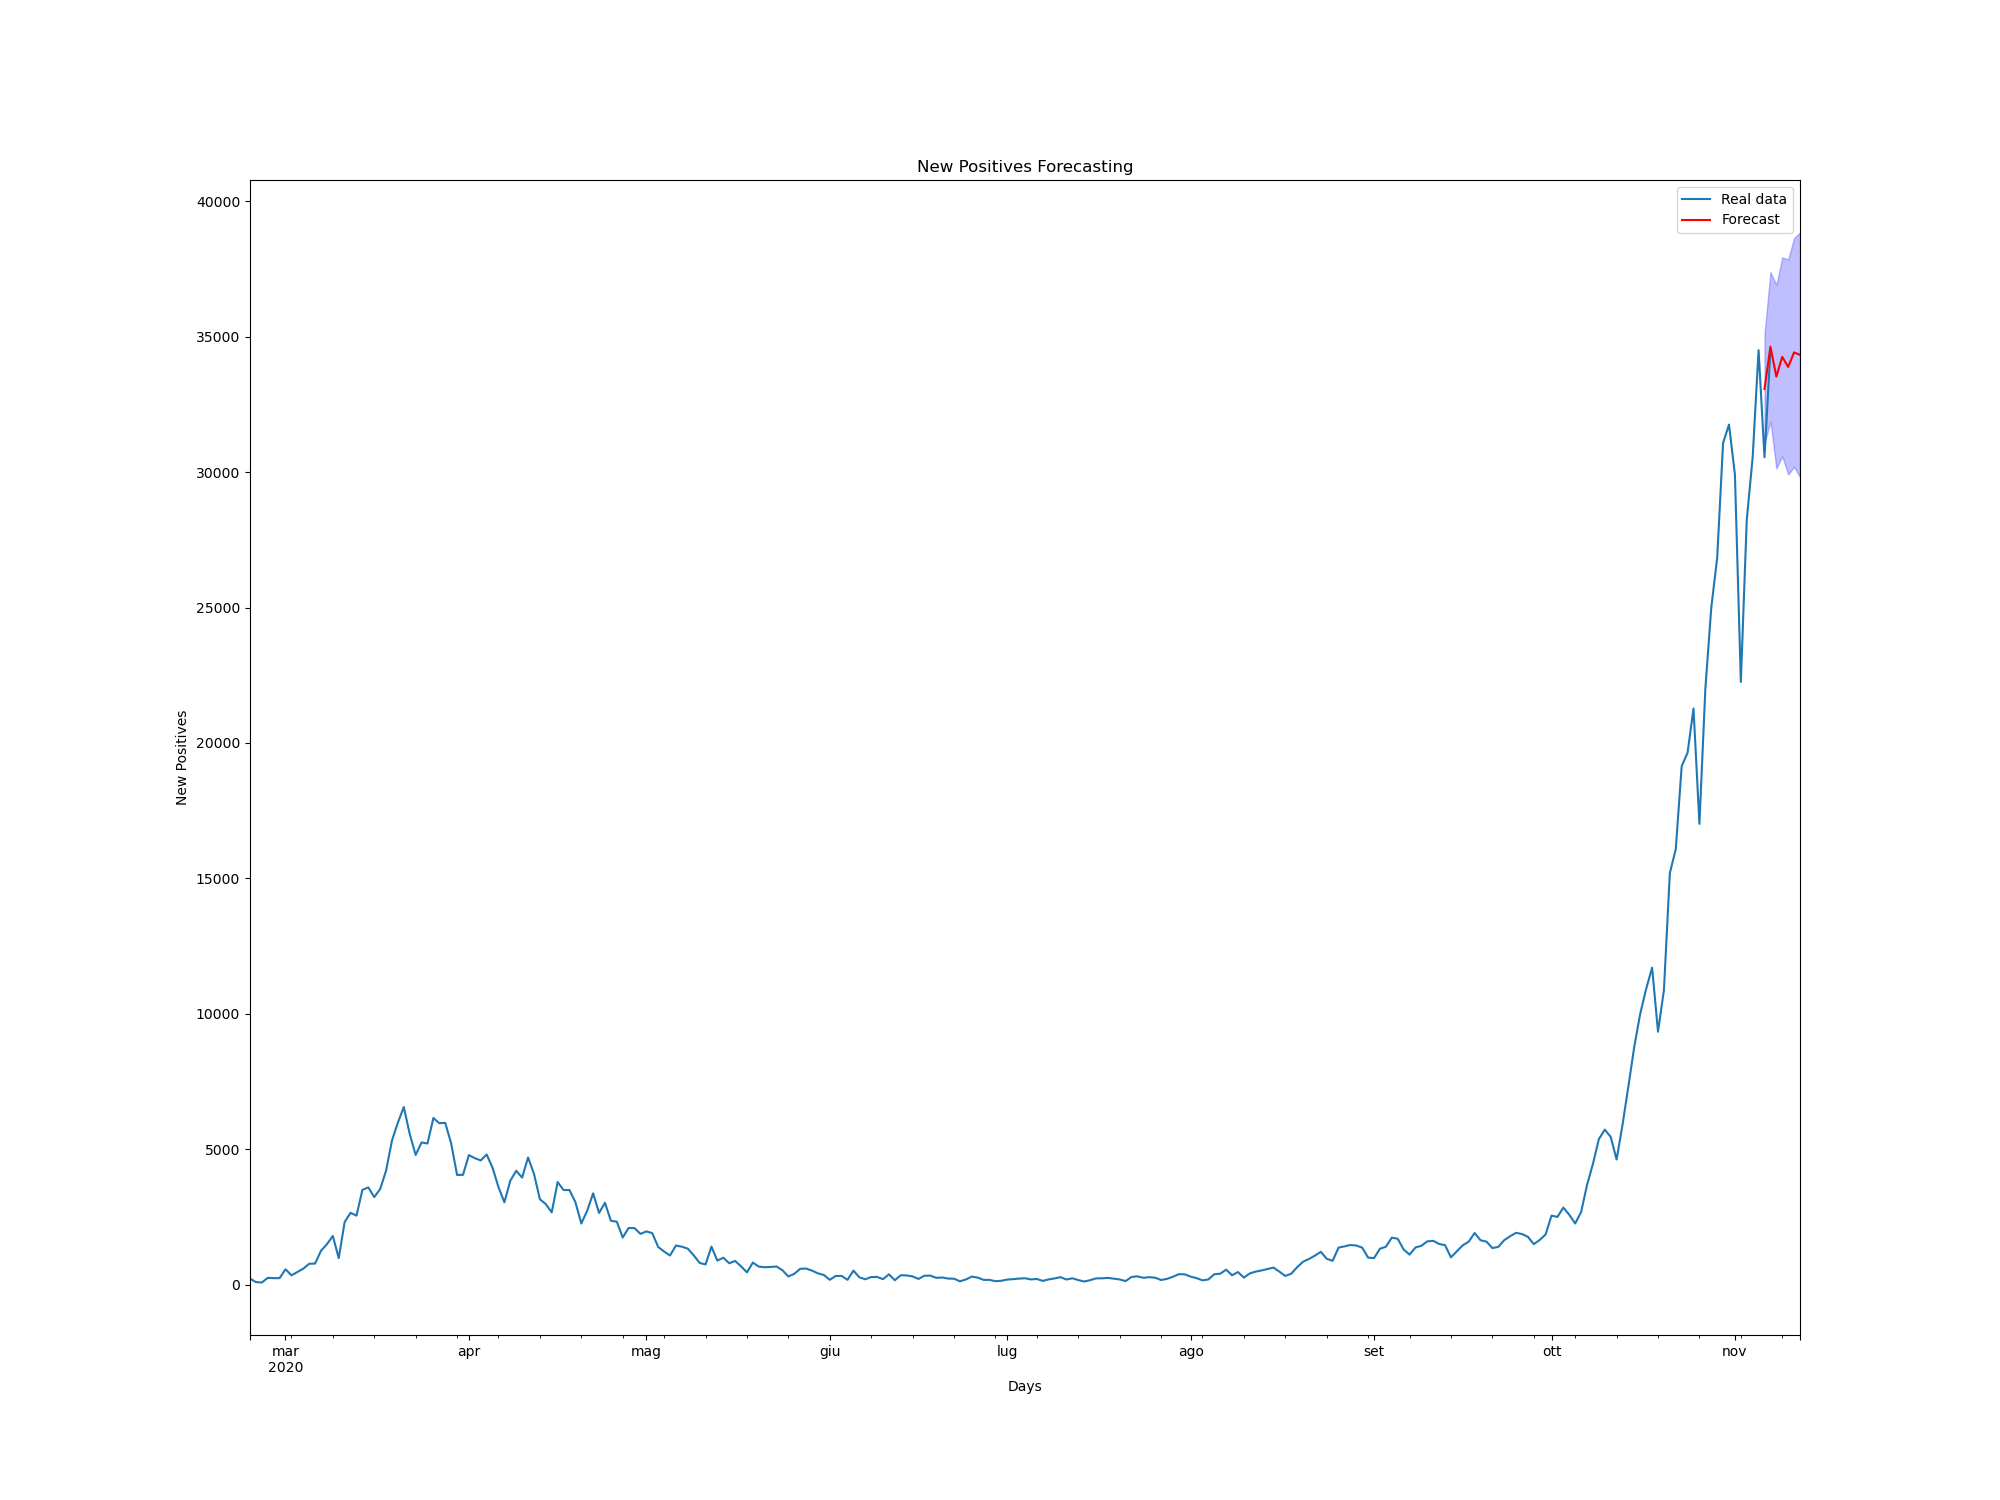 New Positives Forecasting
Real data
Forecast
40000
35000
30000
25000
20000
15000
10000
5000
0
New Positives
mar apr mag giu lug ago set ott nov
2020
Days